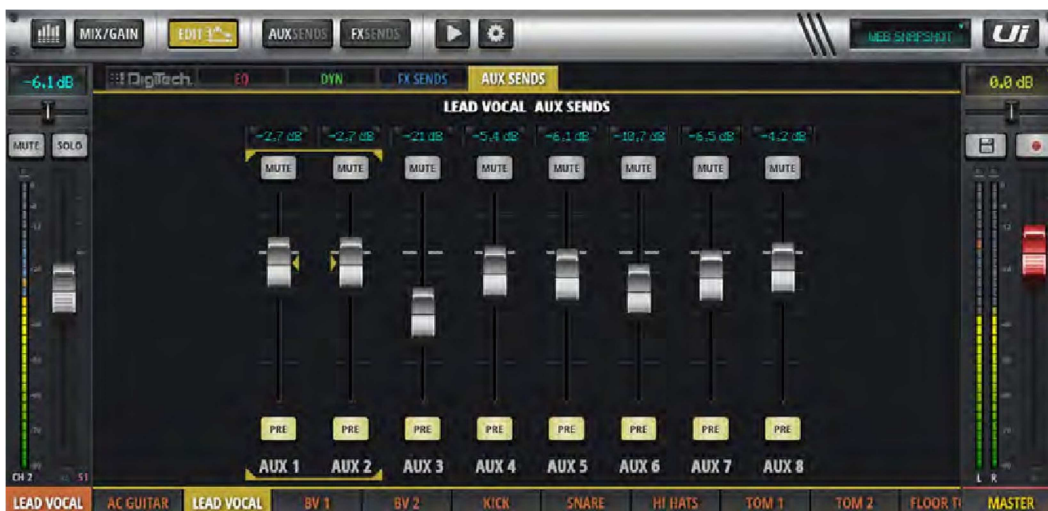 MIX/GAIN EDIT AUXSENDS FXSENDS WEB SNAPSHOT Ui
-6.1 dB DigiTech EQ DYN FX SENDS AUX SENDS 0.0 dB
LEAD VOCAL AUX SENDS
-2.7 dB -2.7 dB -21 dB -5.4 dB -6.1 dB -10.7 dB -6.5 dB -4.2 dB
MUTE SOLO
MUTE MUTE MUTE MUTE MUTE MUTE MUTE MUTE
PRE PRE PRE PRE PRE PRE PRE PRE
AUX 1 AUX 2 AUX 3 AUX 4 AUX 5 AUX 6 AUX 7 AUX 8
CH 2 51 L R
LEAD VOCAL AC GUITAR LEAD VOCAL BV 1 BV 2 KICK SNARE HI HATS TOM 1 TOM 2 FLOOR T MASTER